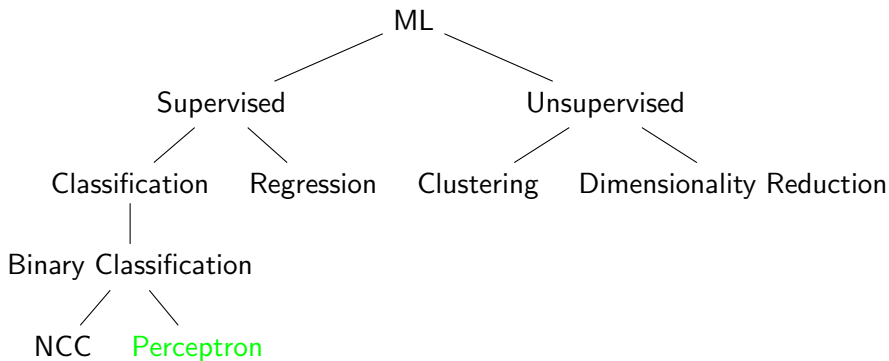 ML
Supervised Unsupervised
Classification Regression Clustering Dimensionality Reduction
Binary Classification
NCC Perceptron